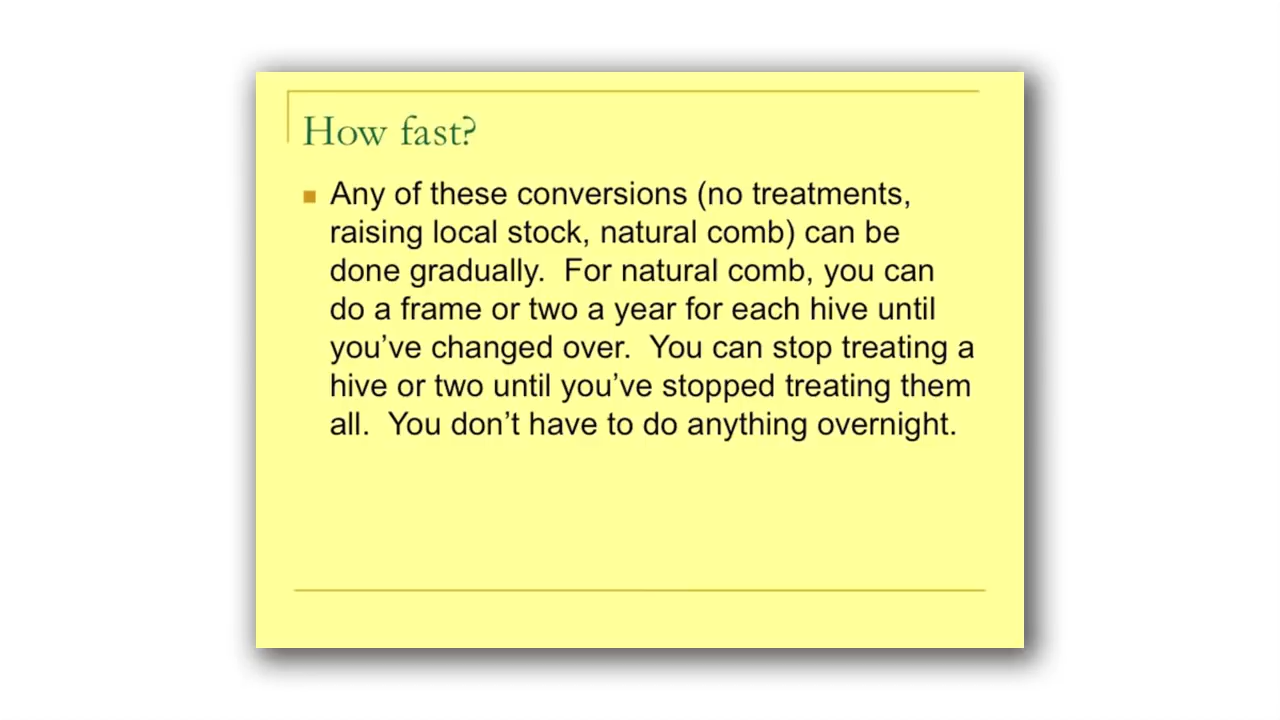 How fast?
Any of these conversions (no treatments,
raising local stock, natural comb) can be
done gradually.  For natural comb, you can
do a frame or two a year for each hive until
you’ve changed over.  You can stop treating a
hive or two until you’ve stopped treating them
all.  You don’t have to do anything overnight.